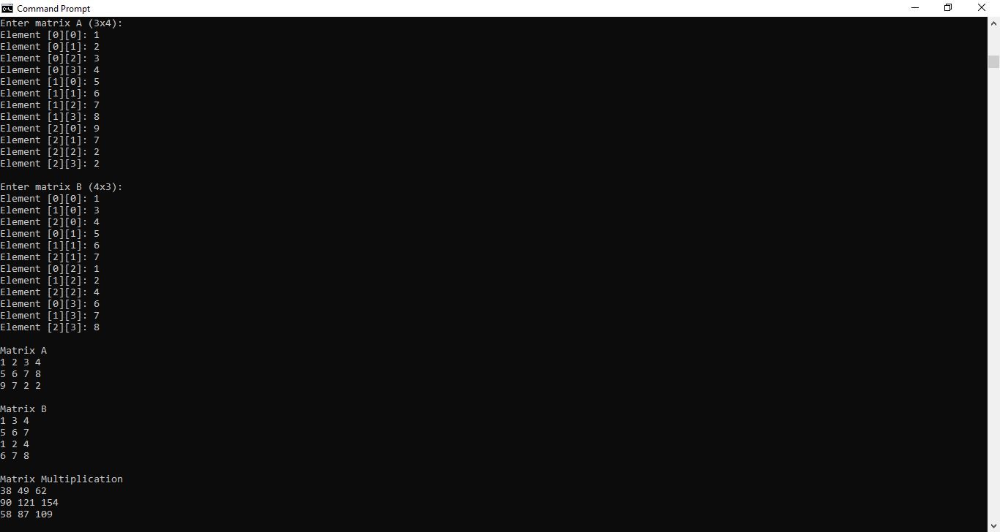 Command Prompt
Enter matrix A (3x4):
Element [0][0]: 1
Element [0][1]: 2
Element [0][2]: 3
Element [0][3]: 4
Element [1][0]: 5
Element [1][1]: 6
Element [1][2]: 7
Element [1][3]: 8
Element [2][0]: 9
Element [2][1]: 7
Element [2][2]: 2
Element [2][3]: 2
Enter matrix B (4x3):
Element [0][0]: 1
Element [1][0]: 3
Element [2][0]: 4
Element [0][1]: 5
Element [1][1]: 6
Element [2][1]: 7
Element [0][2]: 1
Element [1][2]: 2
Element [2][2]: 4
Element [0][3]: 6
Element [1][3]: 7
Element [2][3]: 8
Matrix A
1 2 3 4
5 6 7 8
9 7 2 2
Matrix B
1 3 4
5 6 7
1 2 4
6 7 8
Matrix Multiplication
38 49 62
90 121 154
58 87 109